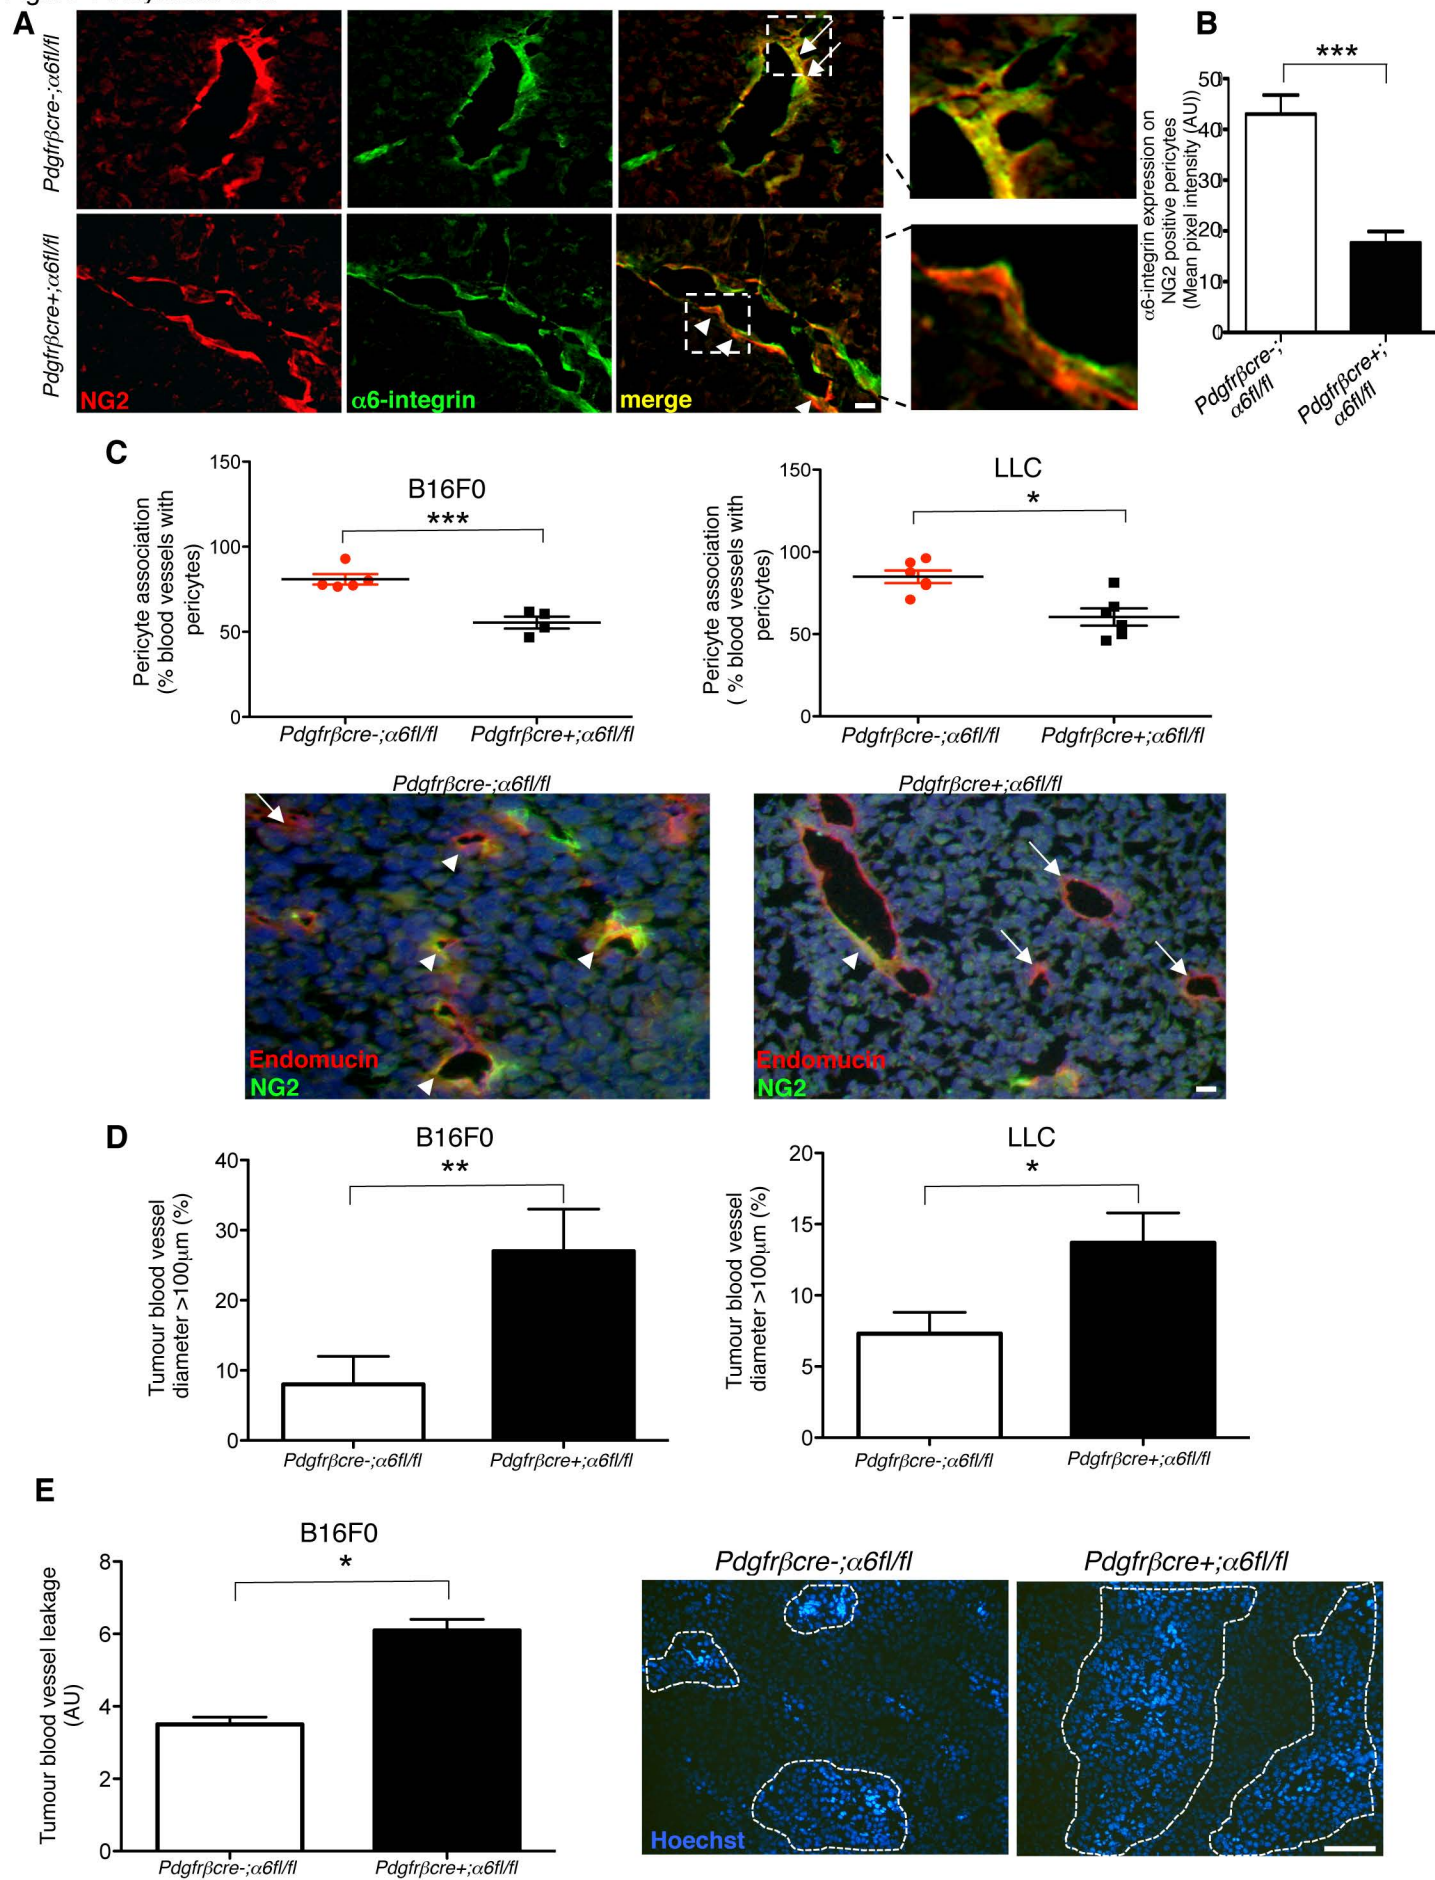 A
Pdgfrβcre-;α6fl/fl
Pdgfrβcre+;α6fl/fl
NG2
α6-integrin
merge
B
***
α6-integrin expression on
NG2 positive pericytes
(Mean pixel intensity (AU))
50
40
30
20
10
0
Pdgfrβcre-;
α6fl/fl
Pdgfrβcre+;
α6fl/fl
C
B16F0
***
Pericyte association
(% blood vessels with
pericytes)
150
100
50
0
Pdgfrβcre-;α6fl/fl
Pdgfrβcre+;α6fl/fl
LLC
*
Pericyte association
( % blood vessels with
pericytes)
150
100
50
0
Pdgfrβcre-;α6fl/fl
Pdgfrβcre+;α6fl/fl
Pdgfrβcre-;α6fl/fl
Endomucin
NG2
Pdgfrβcre+;α6fl/fl
Endomucin
NG2
D
B16F0
**
Tumour blood vessel
diameter >100μm (%)
40
30
20
10
0
Pdgfrβcre-;α6fl/fl
Pdgfrβcre+;α6fl/fl
LLC
*
Tumour blood vessel
diameter >100μm (%)
20
15
10
5
0
Pdgfrβcre-;α6fl/fl
Pdgfrβcre+;α6fl/fl
E
B16F0
*
Tumour blood vessel leakage
(AU)
8
6
4
2
0
Pdgfrβcre-;α6fl/fl
Pdgfrβcre+;α6fl/fl
Pdgfrβcre-;α6fl/fl
Pdgfrβcre+;α6fl/fl
Hoechst